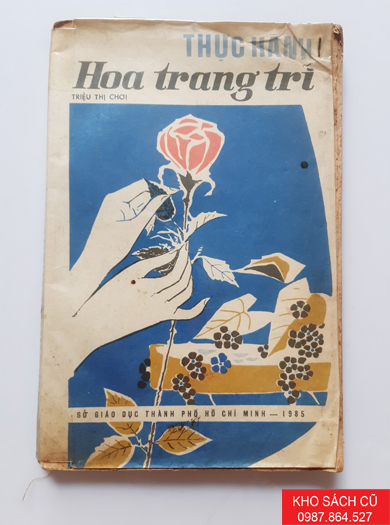 THỰC HÀNH
Hoa trang trí
TRIỆU THỊ CHƠI
SỞ GIÁO DỤC THÀNH PHỐ HỒ CHÍ MINH — 1985
KHO SÁCH CŨ
0987.864.527